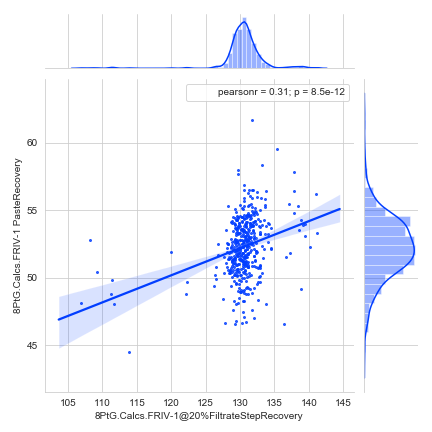 pearsonr = 0.31; p = 8.5e-12
60
55
50
45
8PtG.Calcs.FRIV-1 PasteRecovery
105 110 115 120 125 130 135 140 145
8PtG.Calcs.FRIV-1@20%FiltrateStepRecovery